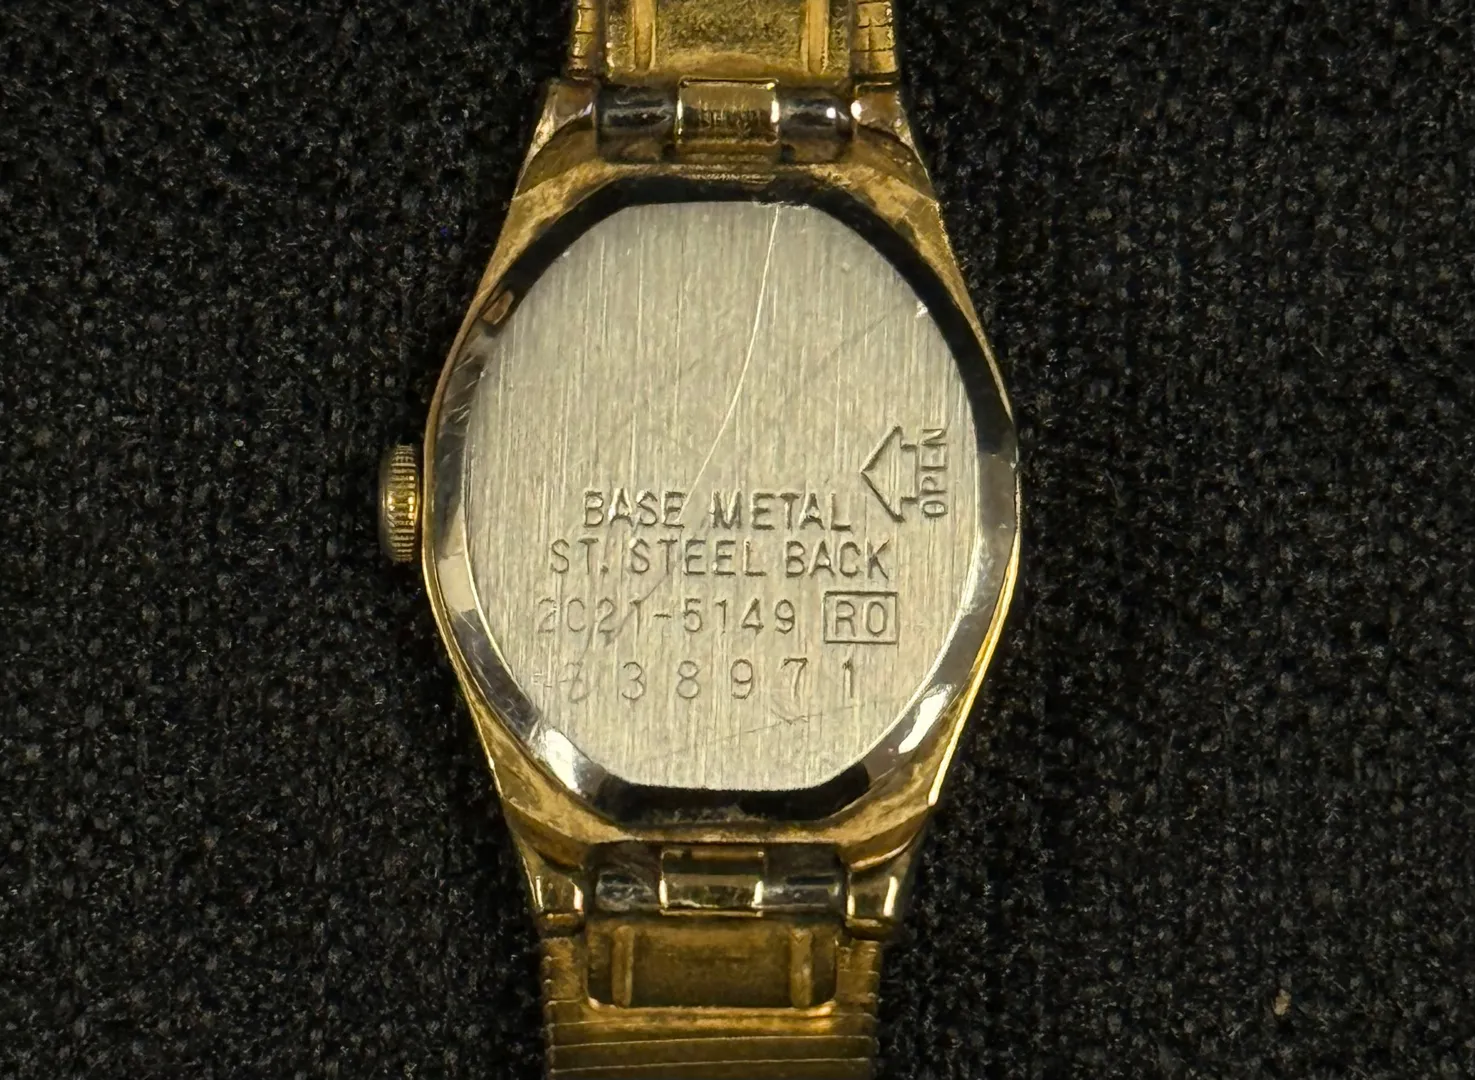 OPEN
BASE METAL
ST. STEEL BACK
2C21-5149 RO
38971